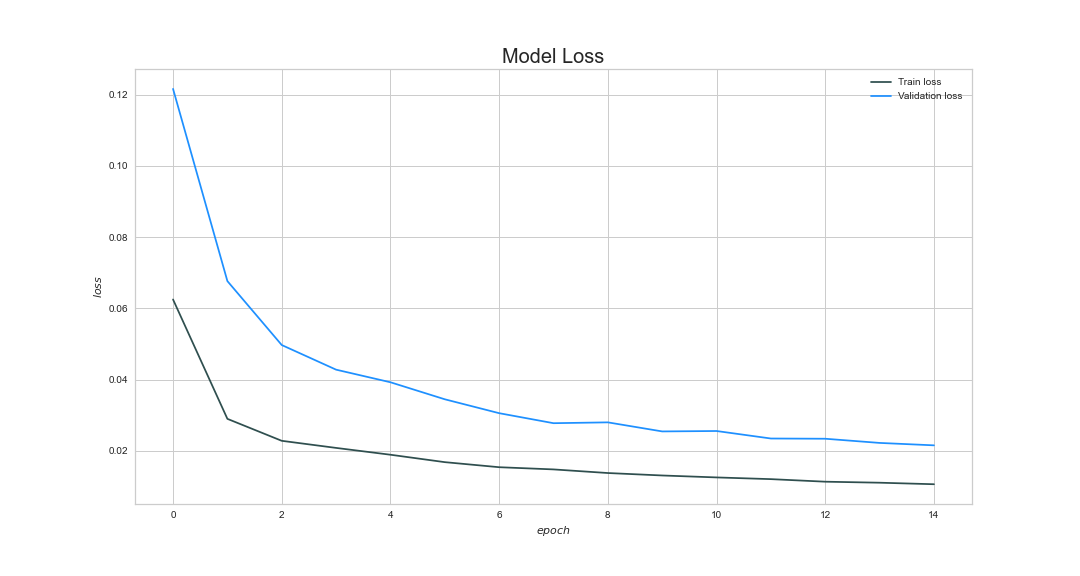 Model Loss
Train loss
Validation loss
0.12
0.10
0.08
0.06
0.04
0.02
loss
0 2 4 6 8 10 12 14
epoch